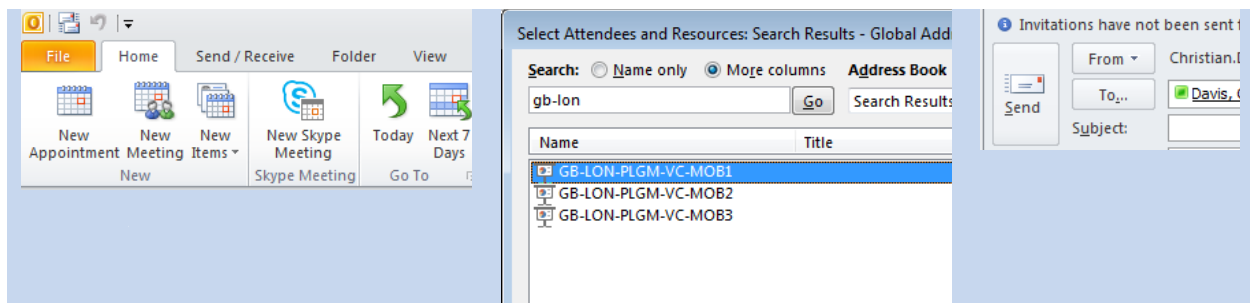 File Home Send / Receive Folder View
New Appointment
New Meeting
New Items
New Skype Meeting
Today
Next 7 Days
New Skype Meeting Go To
Select Attendees and Resources: Search Results - Global Add
Search: Name only More columns Address Book
gb-lon Go Search Results
Name Title
GB-LON-PLGM-VC-MOB1
GB-LON-PLGM-VC-MOB2
GB-LON-PLGM-VC-MOB3
Invitations have not been sent
From Christian.
Send
To... Davis,
Subject: